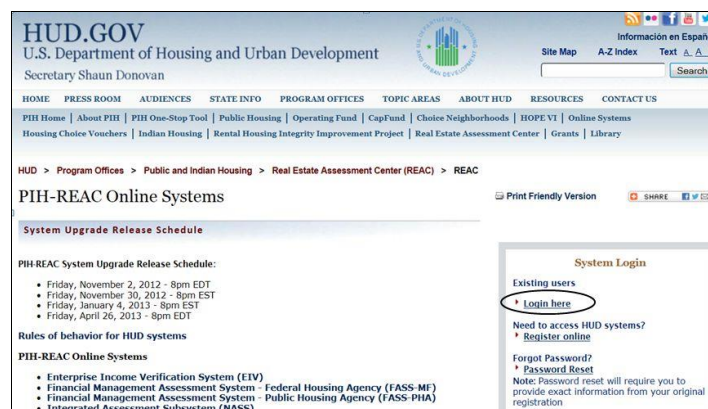 HUD.GOV
U.S. Department of Housing and Urban Development
Secretary Shaun Donovan
Información en Españ
Site Map A-Z Index Text A A
Search
HOME PRESS ROOM AUDIENCES STATE INFO PROGRAM OFFICES TOPIC AREAS ABOUT HUD RESOURCES CONTACT US
PIH Home | About PIH | PIH One-Stop Tool | Public Housing | Operating Fund | CapFund | Choice Neighborhoods | HOPE VI | Online Systems
Housing Choice Vouchers | Indian Housing | Rental Housing Integrity Improvement Project | Real Estate Assessment Center | Grants | Library
HUD > Program Offices > Public and Indian Housing > Real Estate Assessment Center (REAC) > REAC
PIH-REAC Online Systems
Print Friendly Version
SHARE
System Upgrade Release Schedule
PIH-REAC System Upgrade Release Schedule:
• Friday, November 2, 2012 - 8pm EDT
• Friday, November 30, 2012 - 8pm EST
• Friday, January 4, 2013 - 8pm EST
• Friday, April 26, 2013 - 8pm EDT
Rules of behavior for HUD systems
PIH-REAC Online Systems
• Enterprise Income Verification System (EIV)
• Financial Management Assessment System - Federal Housing Agency (FASS-MF)
• Financial Management Assessment System - Public Housing Agency (FASS-PHA)
• Integrated Assessment Subsystem (NASS)
System Login
Existing users
Login here
Need to access HUD systems?
Register online
Forgot Password?
Password Reset
Note: Password reset will require you to
provide exact information from your original
registration